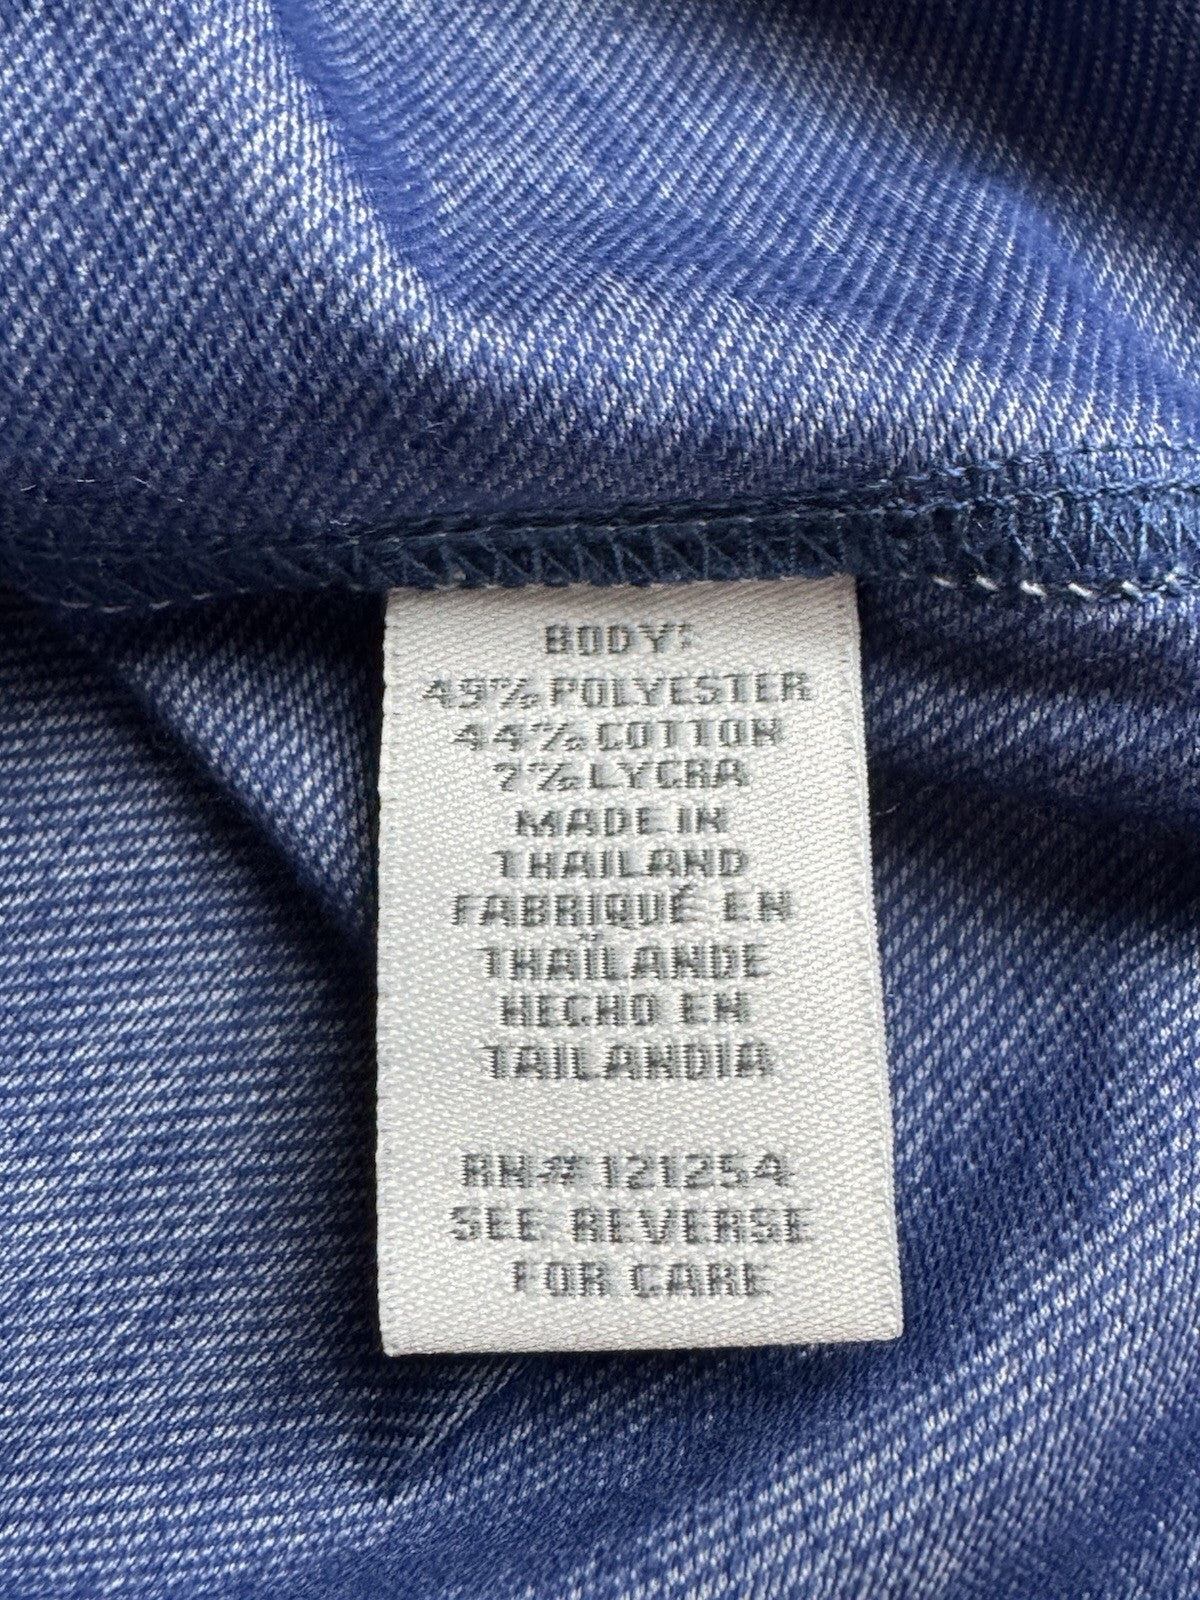 BODY:
49% POLYESTER
44% COTTON
7% LYCRA
MADE IN
THAILAND
FABRIQUÉ EN
THAÏLANDE
HECHO EN
TAILANDIA
RN# 121254
SEE REVERSE
FOR CARE